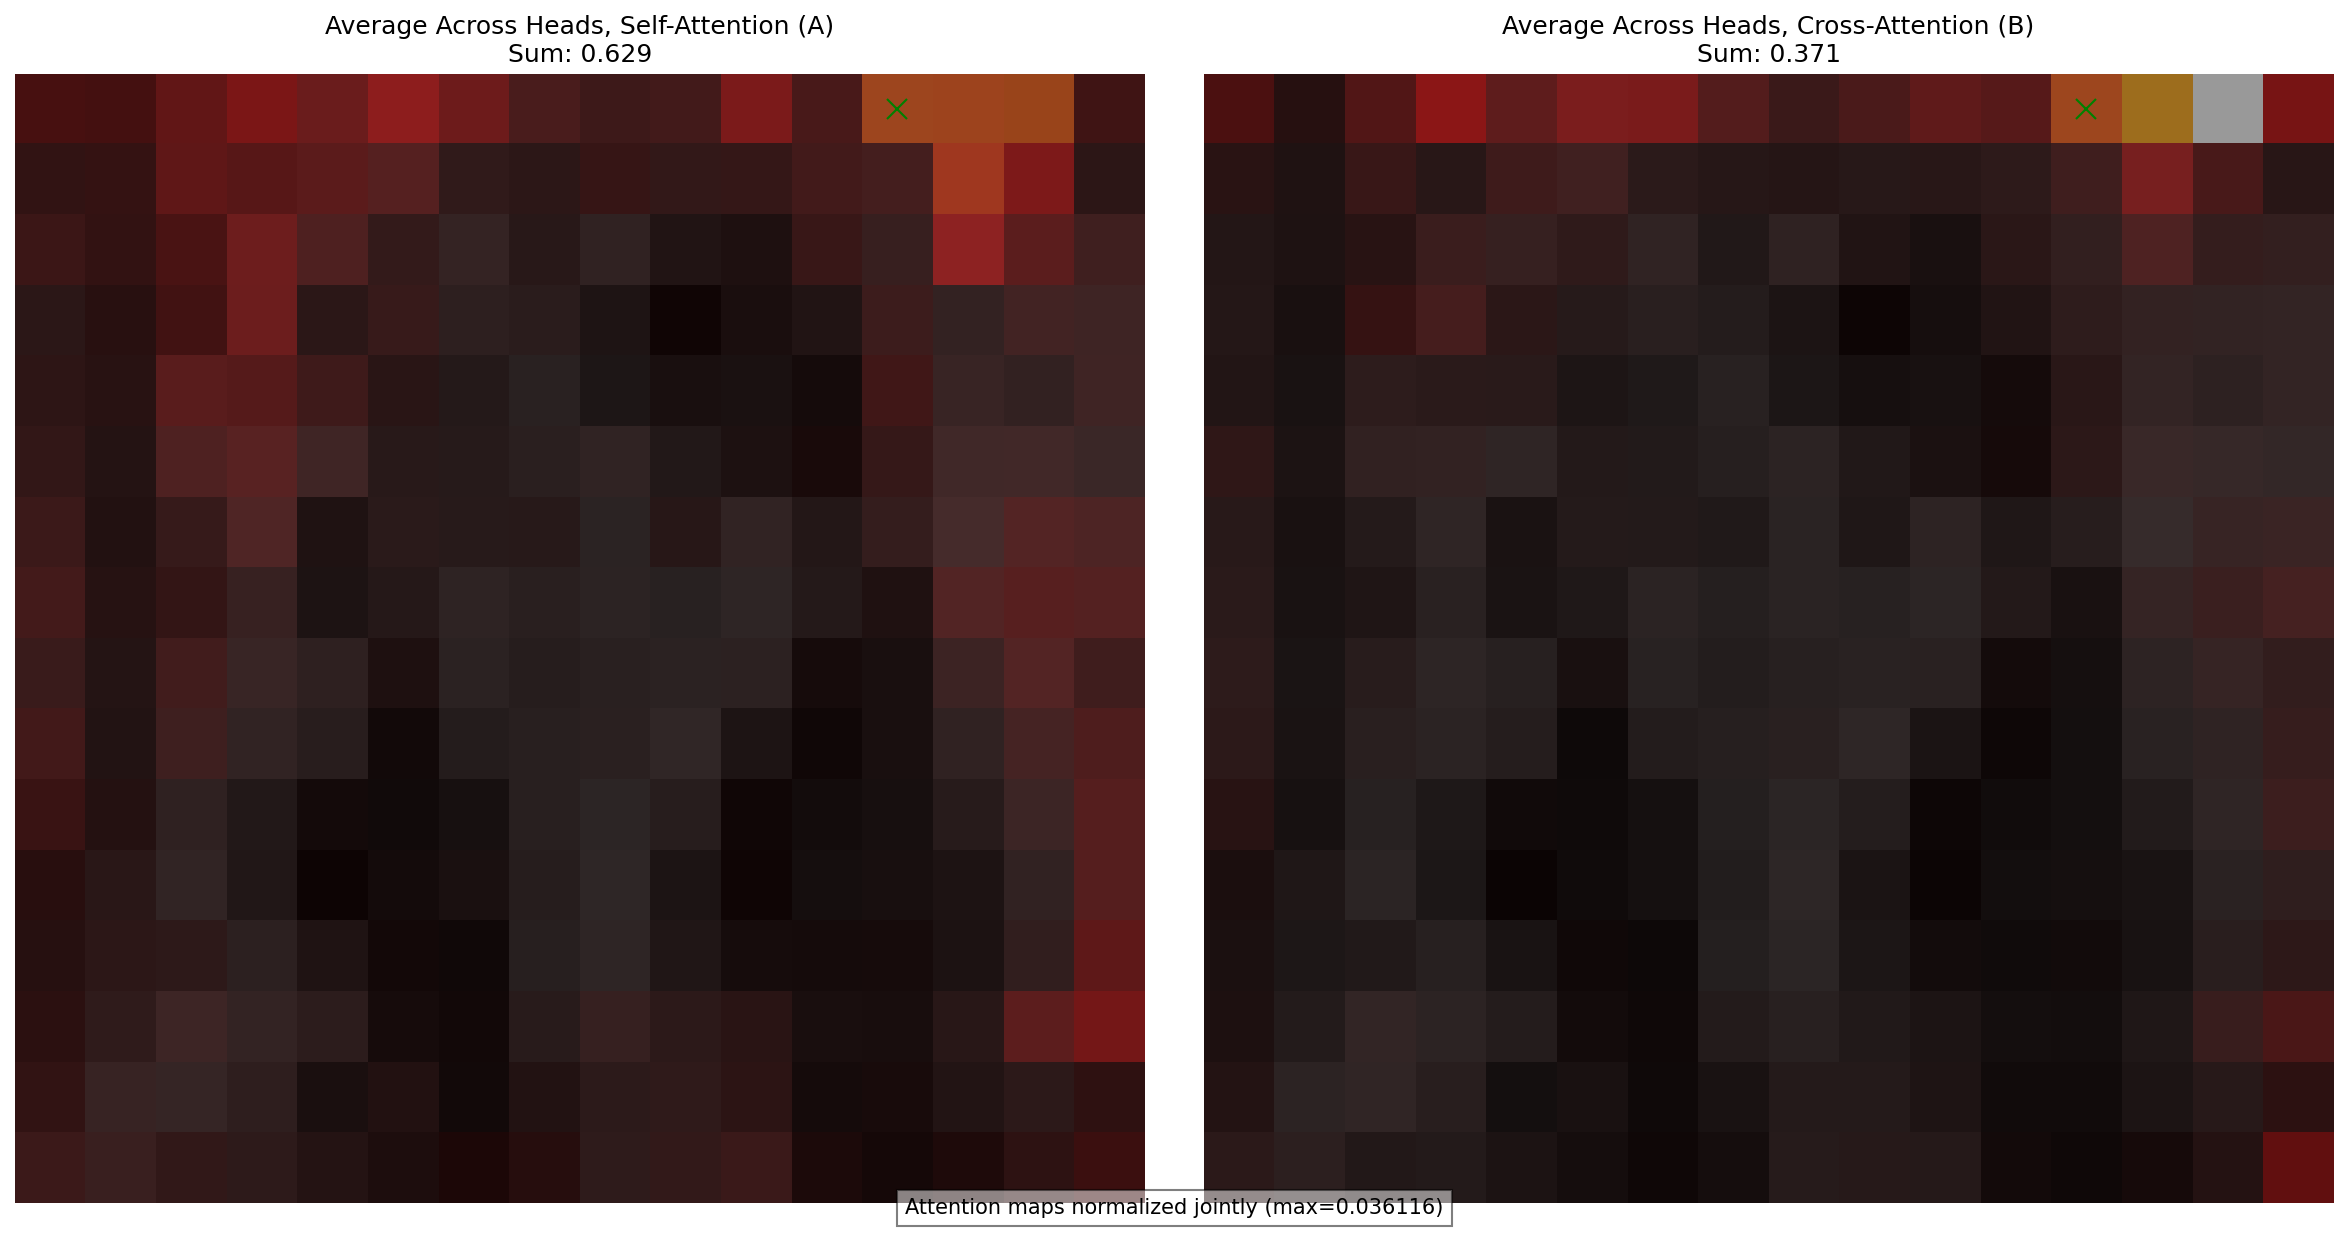 Average Across Heads, Self-Attention (A)
Sum: 0.629
Average Across Heads, Cross-Attention (B)
Sum: 0.371
Attention maps normalized jointly (max=0.036116)